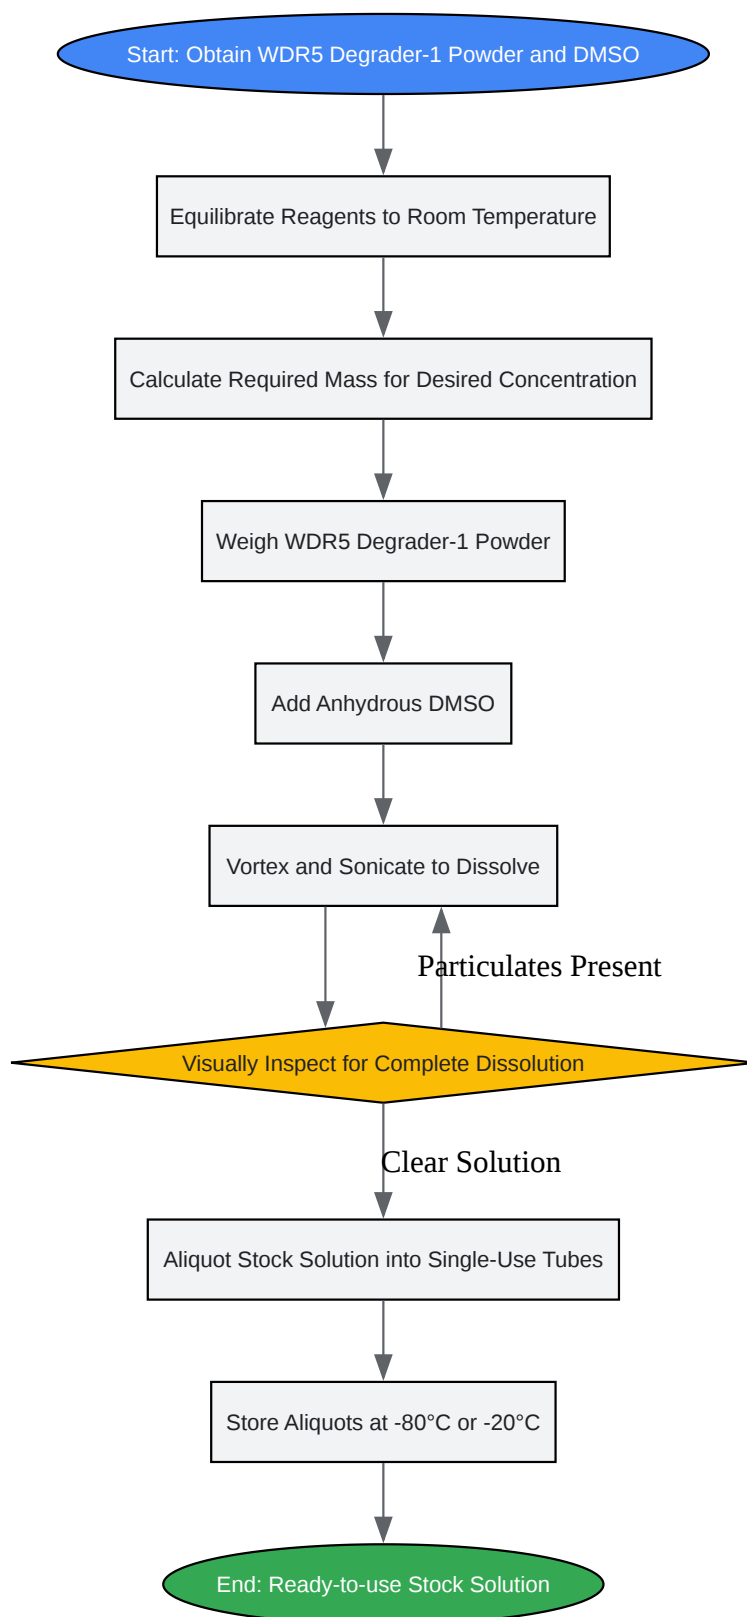 Start: Obtain WDR5 Degrader-1 Powder and DMSO
Equilibrate Reagents to Room Temperature
Calculate Required Mass for Desired Concentration
Weigh WDR5 Degrader-1 Powder
Add Anhydrous DMSO
Vortex and Sonicate to Dissolve
Particulates Present
Visually Inspect for Complete Dissolution
Clear Solution
Aliquot Stock Solution into Single-Use Tubes
Store Aliquots at -80°C or -20°C
End: Ready-to-use Stock Solution